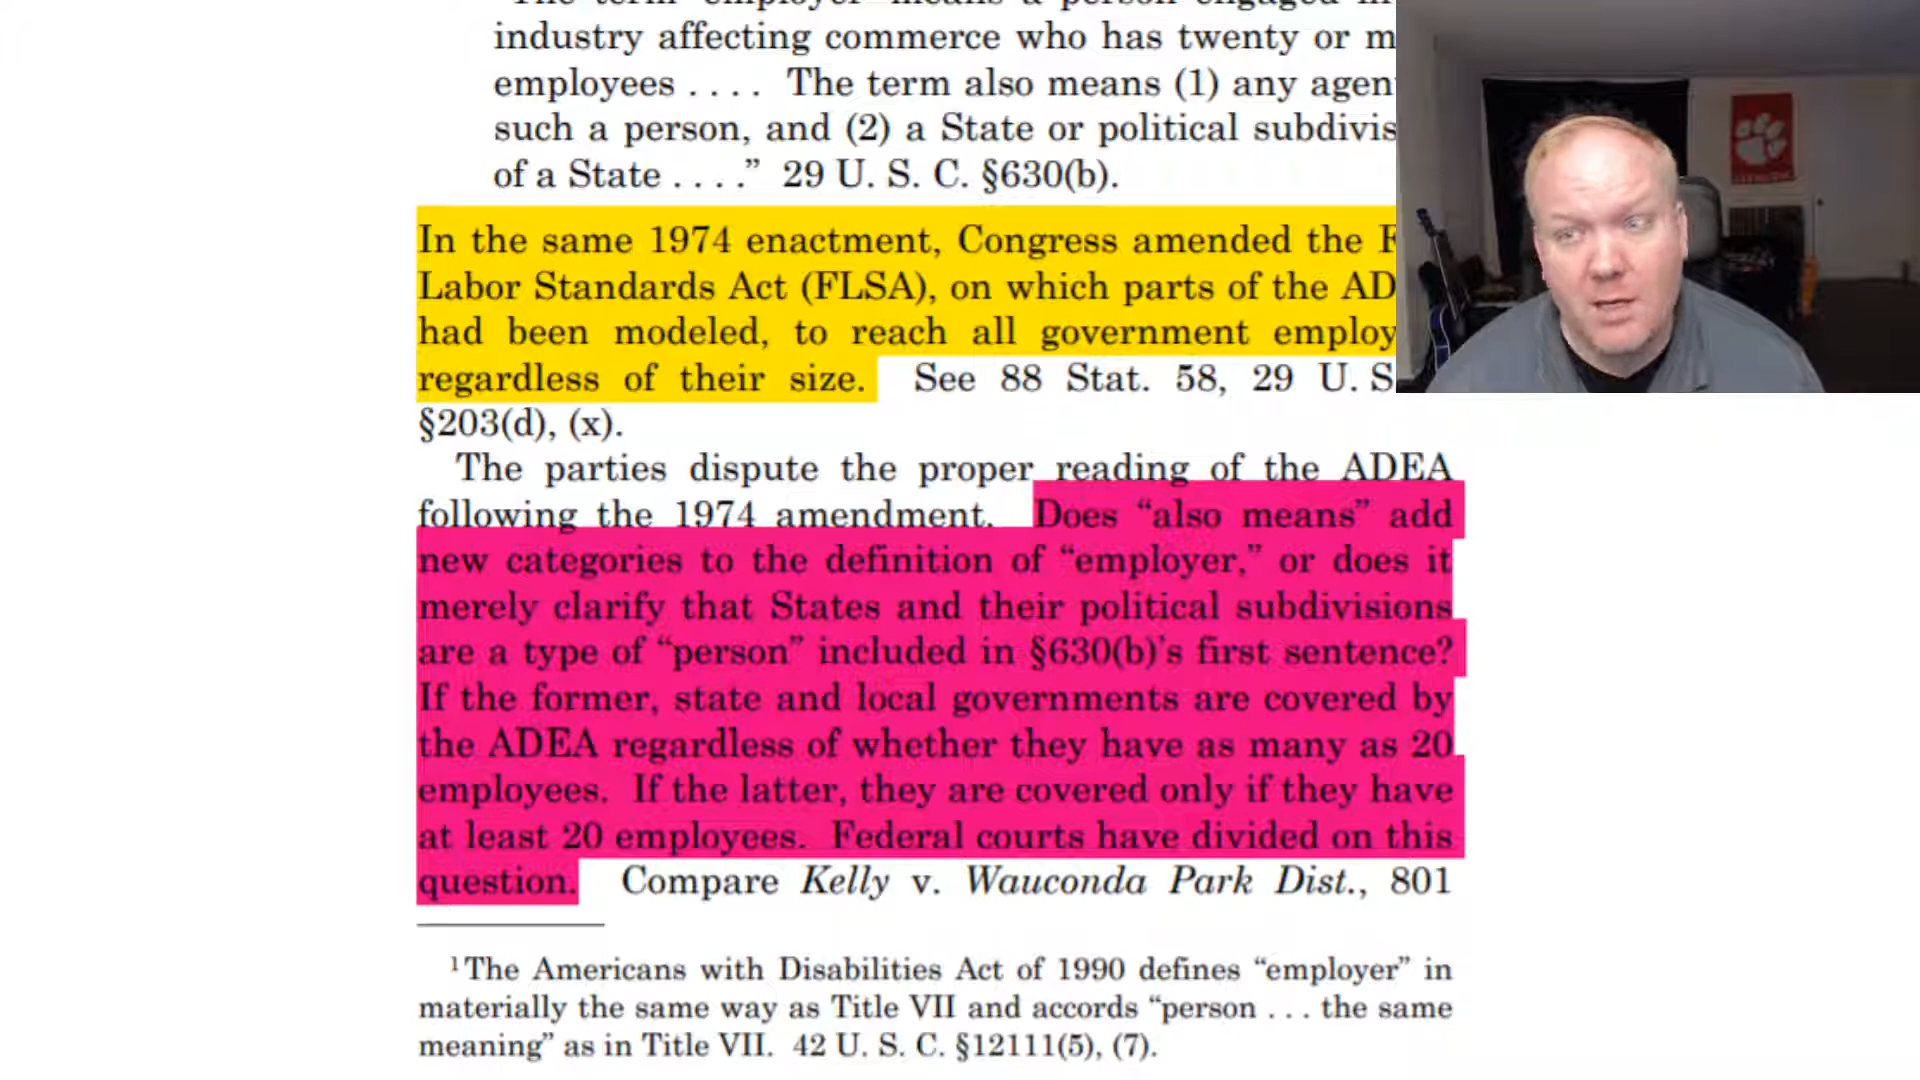 The term "employer" means a person engaged in
industry affecting commerce who has twenty or m
employees . . . . The term also means (1) any agen
such a person, and (2) a State or political subdivis
of a State . . . ." 29 U. S. C. §630(b).
In the same 1974 enactment, Congress amended the F
Labor Standards Act (FLSA), on which parts of the AD
had been modeled, to reach all government employ
regardless of their size. See 88 Stat. 58, 29 U. S.
§203(d), (x).
The parties dispute the proper reading of the ADEA
following the 1974 amendment. Does “also means” add
new categories to the definition of “employer,” or does it
merely clarify that States and their political subdivisions
are a type of “person” included in §630(b)’s first sentence?
If the former, state and local governments are covered by
the ADEA regardless of whether they have as many as 20
employees. If the latter, they are covered only if they have
at least 20 employees. Federal courts have divided on this
question. Compare Kelly v. Wauconda Park Dist., 801
1 The Americans with Disabilities Act of 1990 defines “employer” in
materially the same way as Title VII and accords “person . . . the same
meaning” as in Title VII. 42 U. S. C. §12111(5), (7).